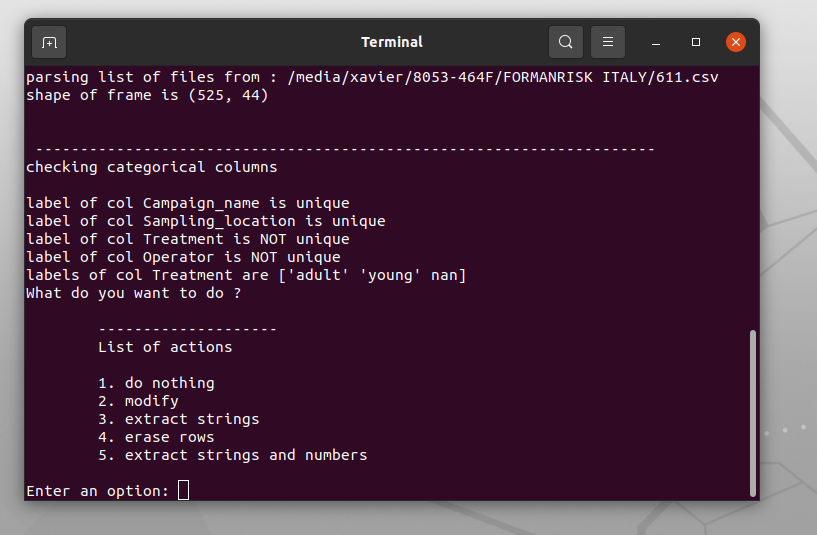 Terminal
parsing list of files from : /media/xavier/8053-464F/FORMANRISK ITALY/611.csv
shape of frame is (525, 44)
---------------------------------------------------------------------
checking categorical columns
label of col Campaign_name is unique
label of col Sampling_location is unique
label of col Treatment is NOT unique
label of col Operator is NOT unique
labels of col Treatment are ['adult' 'young' nan]
What do you want to do ?
--------------------
List of actions
1. do nothing
2. modify
3. extract strings
4. erase rows
5. extract strings and numbers
Enter an option: